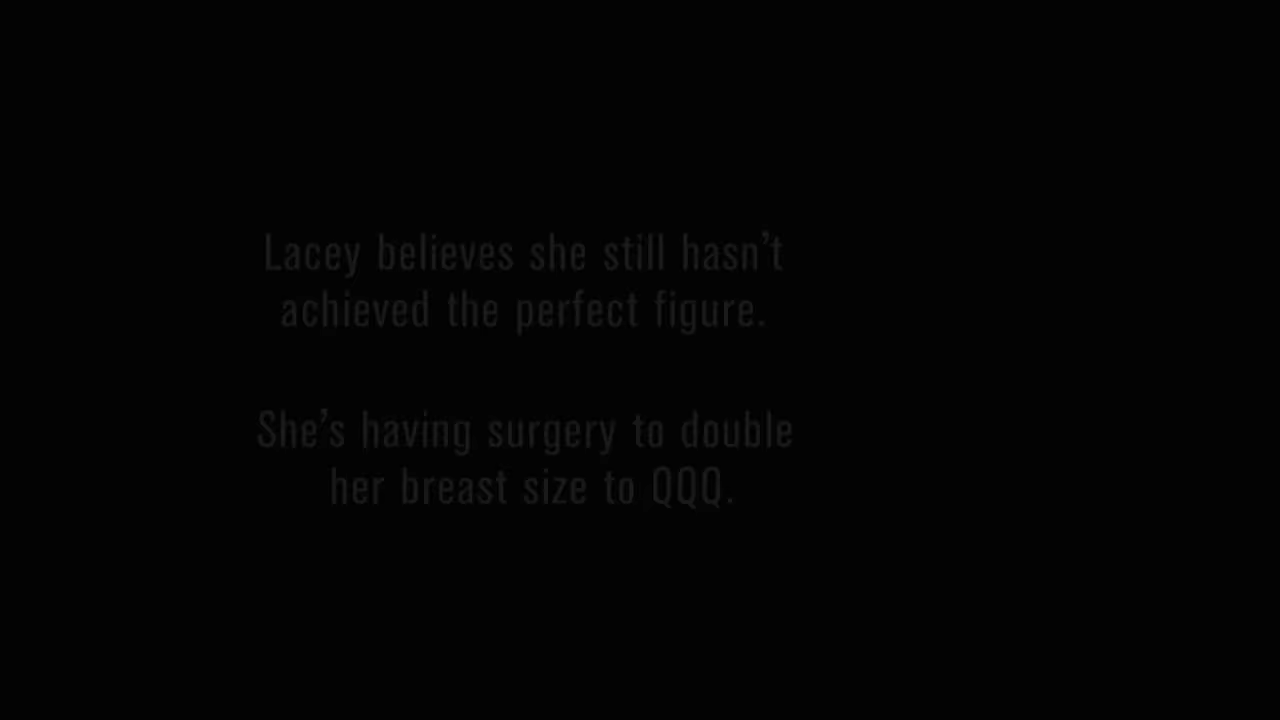 Lacey believes she still hasn’t
achieved the perfect figure.
She’s having surgery to double
her breast size to QQQ.